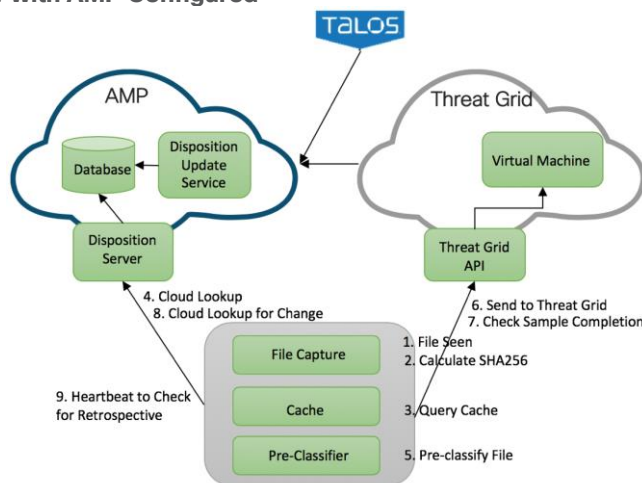 with AMP Configured
TALOS
AMP
Threat Grid
Database
Disposition
Update
Service
Virtual Machine
Disposition
Server
Threat Grid
API
4. Cloud Lookup
8. Cloud Lookup for Change
6. Send to Threat Grid
7. Check Sample Completion
File Capture
1. File Seen
2. Calculate SHA256
9. Heartbeat to Check
for Retrospective
Cache
3. Query Cache
Pre-Classifier
5. Pre-classify File